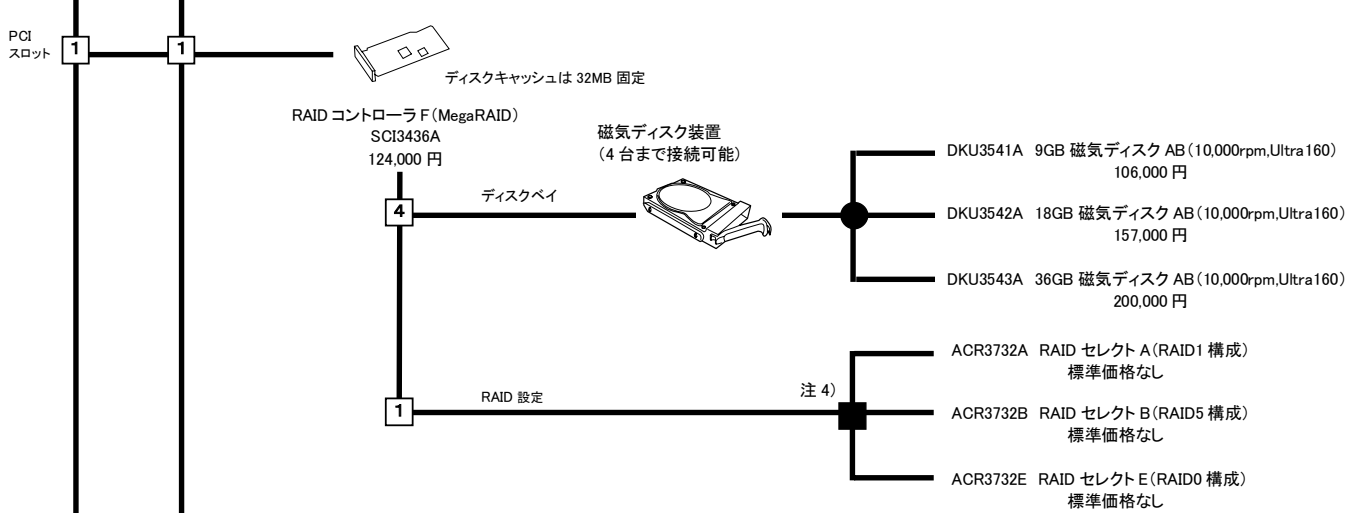 PCI
スロット
1
1
ディスクキャッシュは 32MB 固定
RAID コントローラ F(MegaRAID)
SCI3436A
124,000 円
磁気ディスク装置
(4 台まで接続可能)
4
ディスクベイ
DKU3541A 9GB 磁気ディスク AB(10,000rpm,Ultra160)
106,000 円
DKU3542A 18GB 磁気ディスク AB(10,000rpm,Ultra160)
157,000 円
DKU3543A 36GB 磁気ディスク AB(10,000rpm,Ultra160)
200,000 円
1
RAID 設定
注 4)
ACR3732A RAID セレクト A(RAID1 構成)
標準価格なし
ACR3732B RAID セレクト B(RAID5 構成)
標準価格なし
ACR3732E RAID セレクト E(RAID0 構成)
標準価格なし